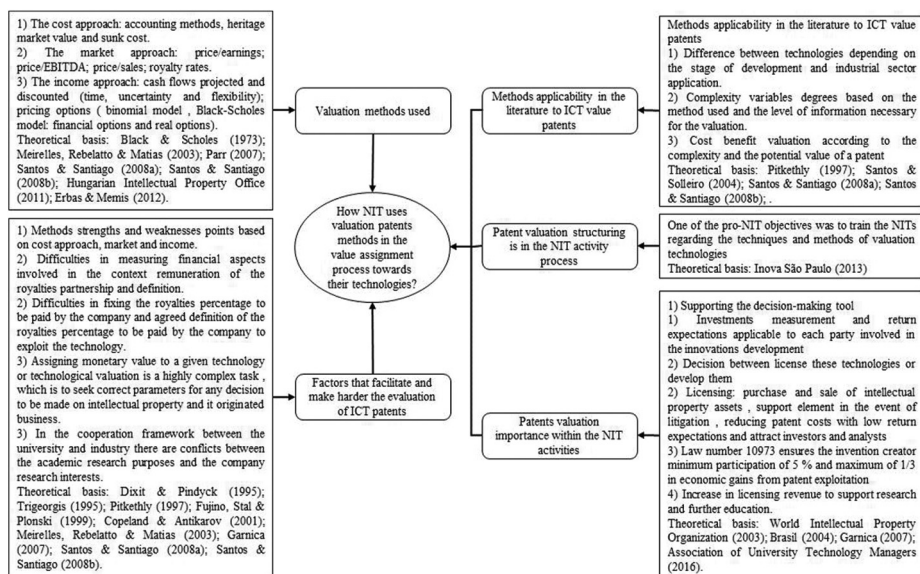 1) The cost approach: accounting methods, heritage
market value and sunk cost.
2) The market approach: price/earnings;
price/EBITDA; price/sales; royalty rates.
3) The income approach: cash flows projected and
discounted (time, uncertainty and flexibility);
pricing options ( binomial model , Black-Scholes
model: financial options and real options).
Theoretical basis: Black & Scholes (1973);
Meirelles, Rebelatto & Matias (2003); Parr (2007);
Santos & Santiago (2008a); Santos & Santiago
(2008b); Hungarian Intellectual Property Office
(2011); Erbas & Memis (2012).
Valuation methods used
1) Methods strengths and weaknesses points based
on cost approach, market and income.
2) Difficulties in measuring financial aspects
involved in the context remuneration of the
royalties partnership and definition.
2) Difficulties in fixing the royalties percentage to
be paid by the company and agreed definition of the
royalties percentage to be paid by the company to
exploit the technology.
3) Assigning monetary value to a given technology
or technological valuation is a highly complex task ,
which is to seek correct parameters for any decision
to be made on intellectual property and it originated
business.
3) In the cooperation framework between the
university and industry there are conflicts between
the academic research purposes and the company
research interests.
Theoretical basis: Dixit & Pindyck (1995);
Trigeorgis (1995); Pitkethly (1997); Fujino, Stal &
Plonski (1999); Copeland & Antikarov (2001);
Meirelles, Rebelatto & Matias (2003); Garnica
(2007); Santos & Santiago (2008a); Santos &
Santiago (2008b).
Factors that facilitate and
make harder the evaluation
of ICT patents
How NIT uses
valuation patents
methods in the
value assignment
process towards
their technologies?
Methods applicability in the
literature to ICT value
patents
Patent valuation structuring
is in the NIT activity
process
Patents valuation
importance within the NIT
activities
Methods applicability in the literature to ICT value
patents
1) Difference between technologies depending on
the stage of development and industrial sector
application.
2) Complexity variables degrees based on the
method used and the level of information necessary
for the valuation.
3) Cost benefit valuation according to the
complexity and the potential value of a patent
Theoretical basis: Pitkethly (1997); Santos &
Solleiro (2004); Santos & Santiago (2008a); Santos
& Santiago (2008b); .
One of the pro-NIT objectives was to train the NITs
regarding the techniques and methods of valuation
technologies
Theoretical basis: Inova São Paulo (2013)
1) Supporting the decision-making tool
1) Investments measurement and return
expectations applicable to each party involved in
the innovations development
2) Decision between license these technologies or
develop them
2) Licensing: purchase and sale of intellectual
property assets , support element in the event of
litigation , reducing patent costs with low return
expectations and attract investors and analysts
3) Law number 10973 ensures the invention creator
minimum participation of 5 % and maximum of 1/3
in economic gains from patent exploitation
4) Increase in licensing revenue to support research
and further education.
Theoretical basis: World Intellectual Property
Organization (2003); Brasil (2004); Garnica (2007);
Association of University Technology Managers
(2016).